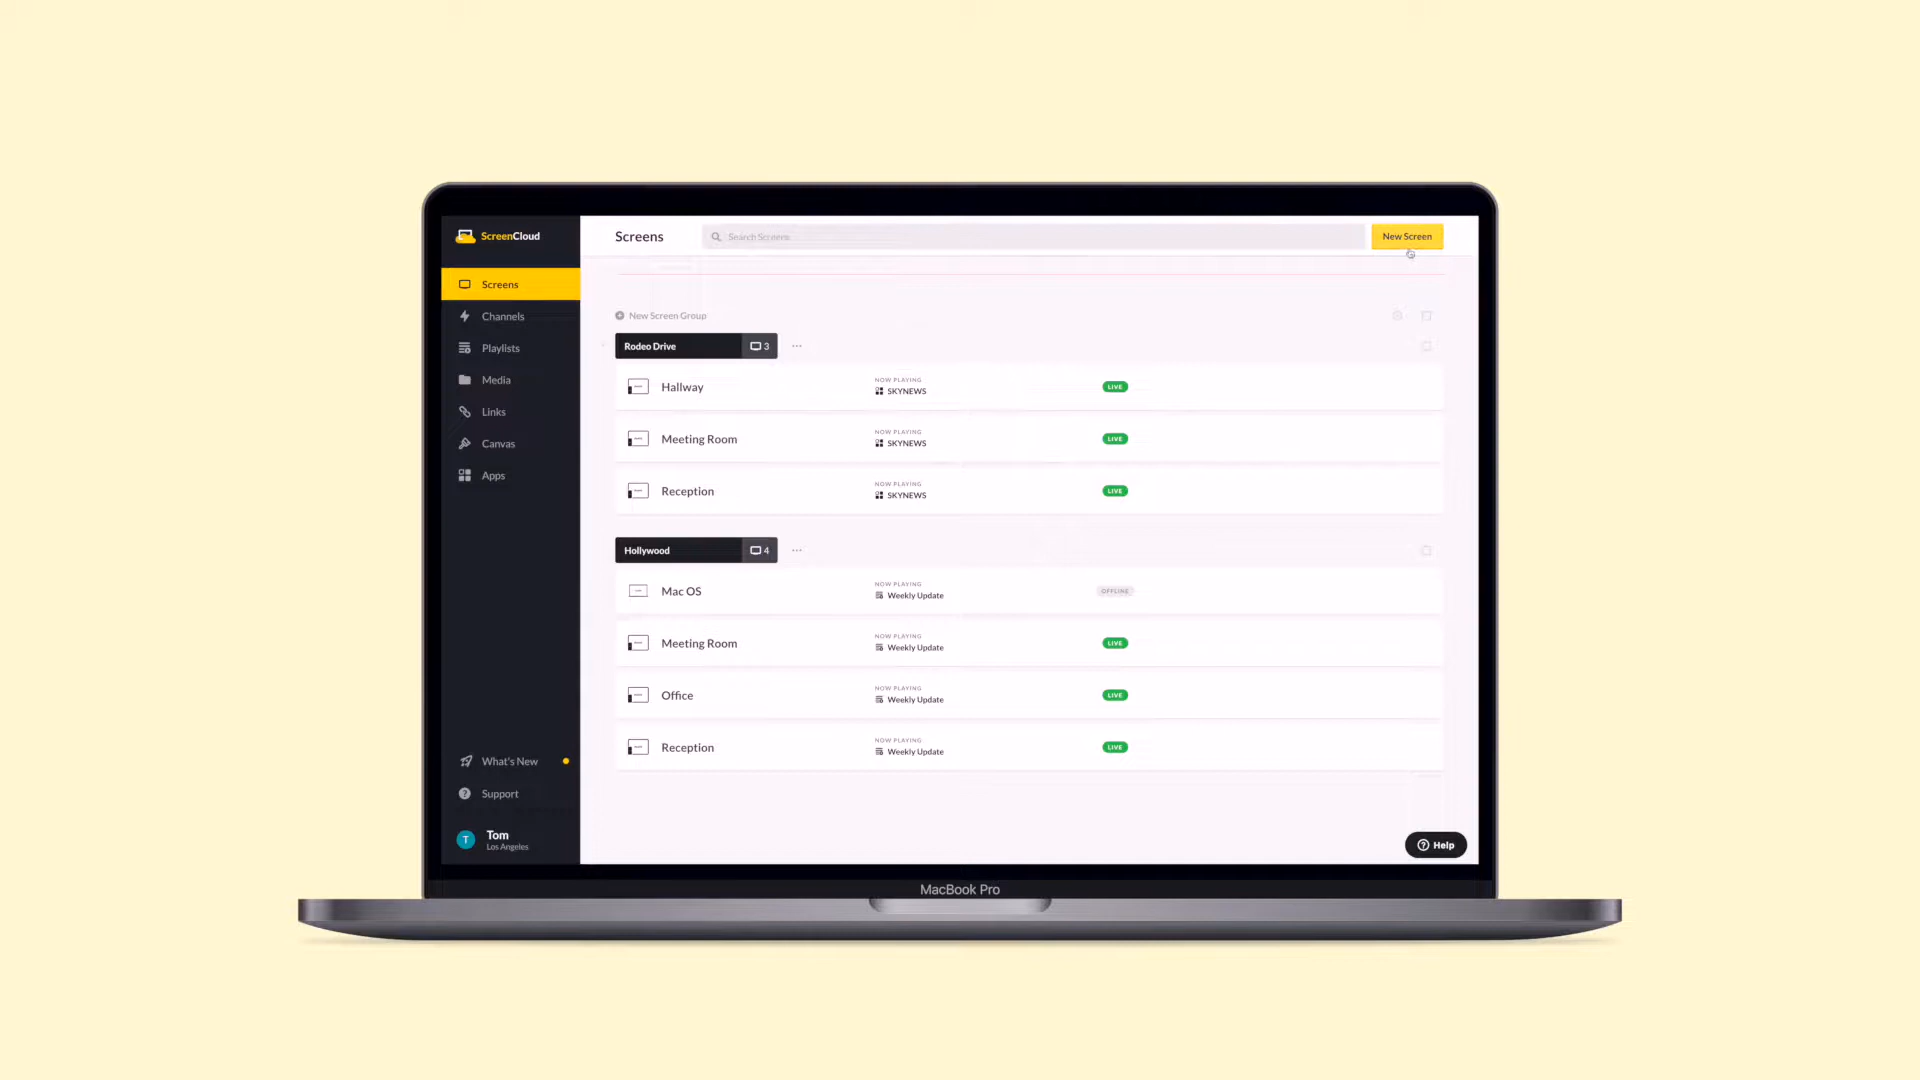 ScreenCloud
Screens
Search Screens
New Screen
Screens
Channels
Playlists
Media
Links
Canvas
Apps
What's New
Support
T
Tom
Los Angeles
New Screen Group
Rodeo Drive
3
Hallway
NOW PLAYING
SKYNEWS
LIVE
Meeting Room
NOW PLAYING
SKYNEWS
LIVE
Reception
NOW PLAYING
SKYNEWS
LIVE
Hollywood
4
Mac OS
NOW PLAYING
Weekly Update
OFFLINE
Meeting Room
NOW PLAYING
Weekly Update
LIVE
Office
NOW PLAYING
Weekly Update
LIVE
Reception
NOW PLAYING
Weekly Update
LIVE
Help
MacBook Pro